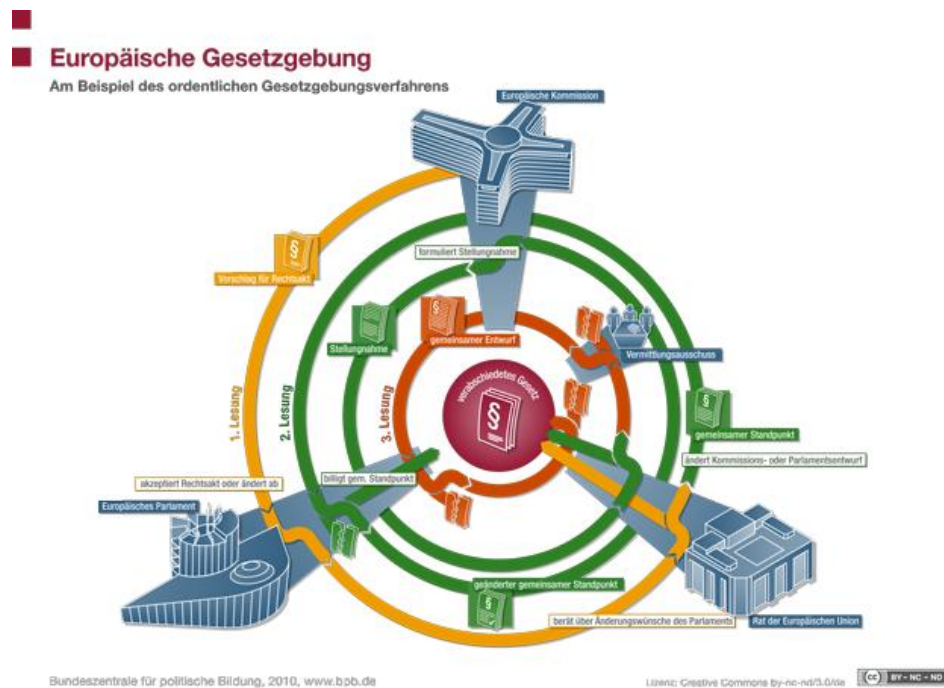 Europäische Gesetzgebung
Am Beispiel des ordentlichen Gesetzgebungsverfahrens
Europäische Kommission
formuliert Stellungnahme
Vorschlag für Rechtsakt
gemeinsamer Entwurf
Stellungnahme
Vermittlungsausschuss
verabschiedetes Gesetz
§
1. Lesung
2. Lesung
3. Lesung
gemeinsamer Standpunkt
ändert Kommissions- oder Parlamentsentwurf
billigt gem. Standpunkt
akzeptiert Rechtsakt oder ändert ab
Europäisches Parlament
geänderter gemeinsamer Standpunkt
berät über Änderungswünsche des Parlaments
Rat der Europäischen Union
Bundeszentrale für politische Bildung, 2010, www.bpb.de
Lizenz: Creative Commons by-nc-nd/3.0/de
cc BY - NC - ND